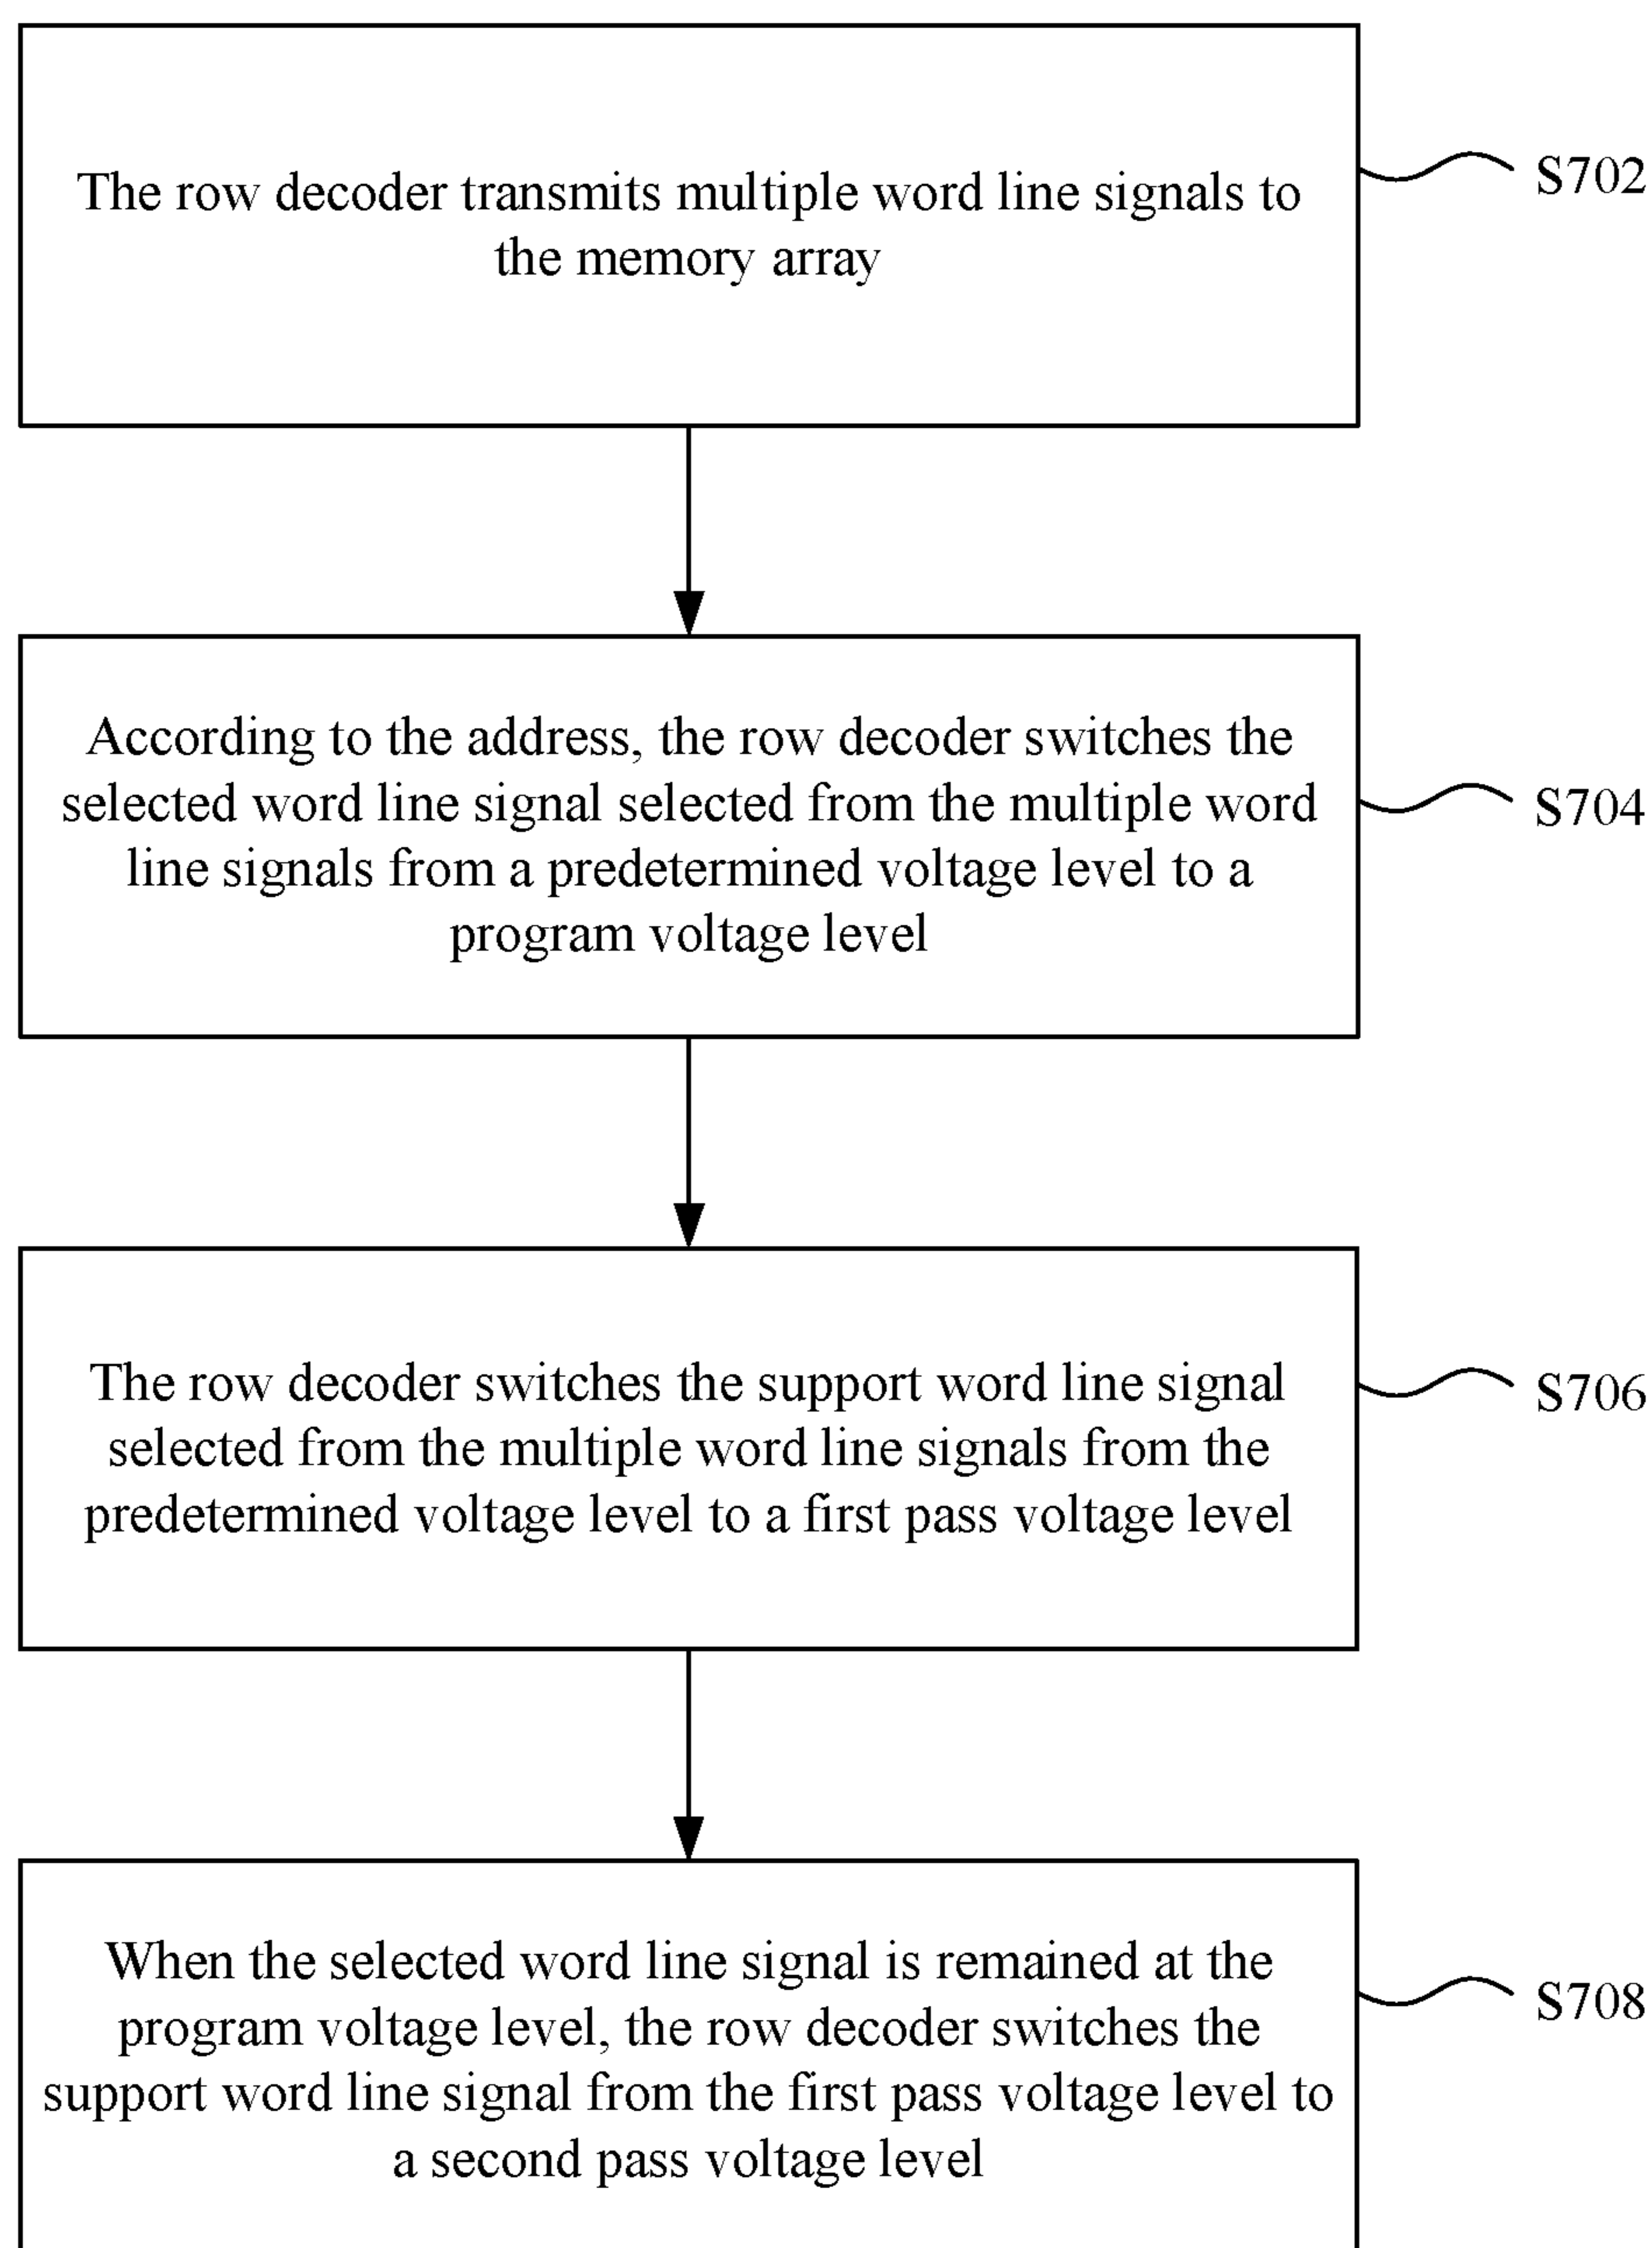 The row decoder transmits multiple word line signals to
the memory array
S702
According to the address, the row decoder switches the
selected word line signal selected from the multiple word
line signals from a predetermined voltage level to a
program voltage level
S704
The row decoder switches the support word line signal
selected from the multiple word line signals from the
predetermined voltage level to a first pass voltage level
S706
When the selected word line signal is remained at the
program voltage level, the row decoder switches the
support word line signal from the first pass voltage level to
a second pass voltage level
S708